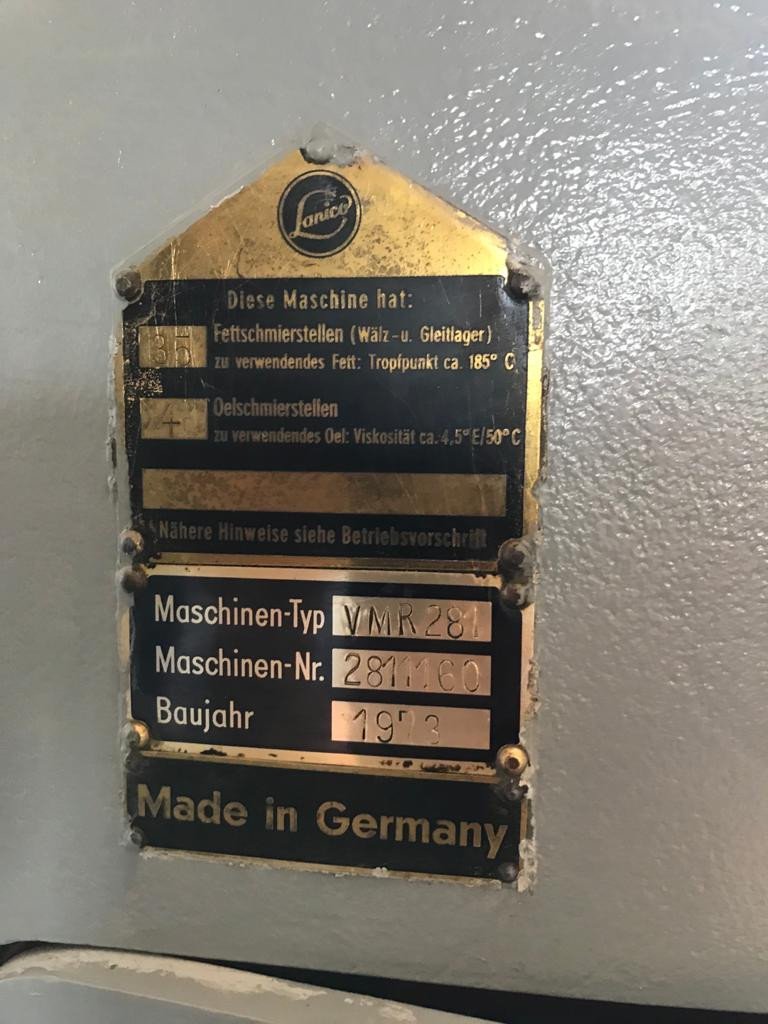 Lanico
Diese Maschine hat:
35 Fettschmierstellen (Wälz- u. Gleitlager)
zu verwendendes Fett: Tropfpunkt ca. 185° C
4 Oelschmierstellen
zu verwendendes Oel: Viskosität ca. 4,5° E/50° C
Nähere Hinweise siehe Betriebsvorschrift
Maschinen-Typ VMR 281
Maschinen-Nr. 2811160
Baujahr 1973
Made in Germany